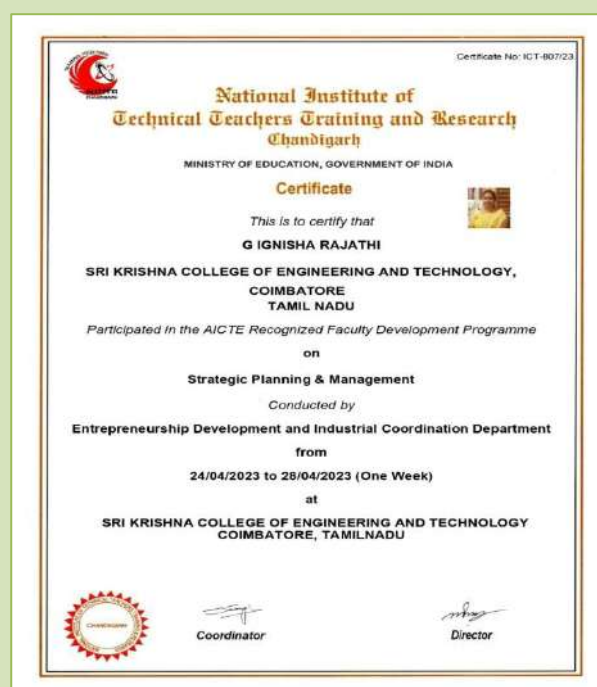 Certificate No: ICT-807/23
National Institute of
Technical Teachers Training and Research
Chandigarh
MINISTRY OF EDUCATION, GOVERNMENT OF INDIA
Certificate
This is to certify that
G IGNISHA RAJATHI
SRI KRISHNA COLLEGE OF ENGINEERING AND TECHNOLOGY,
COIMBATORE
TAMIL NADU
Participated in the AICTE Recognized Faculty Development Programme
on
Strategic Planning & Management
Conducted by
Entrepreneurship Development and Industrial Coordination Department
from
24/04/2023 to 28/04/2023 (One Week)
at
SRI KRISHNA COLLEGE OF ENGINEERING AND TECHNOLOGY
COIMBATORE, TAMILNADU
CHANDIGARH
Coordinator
Director